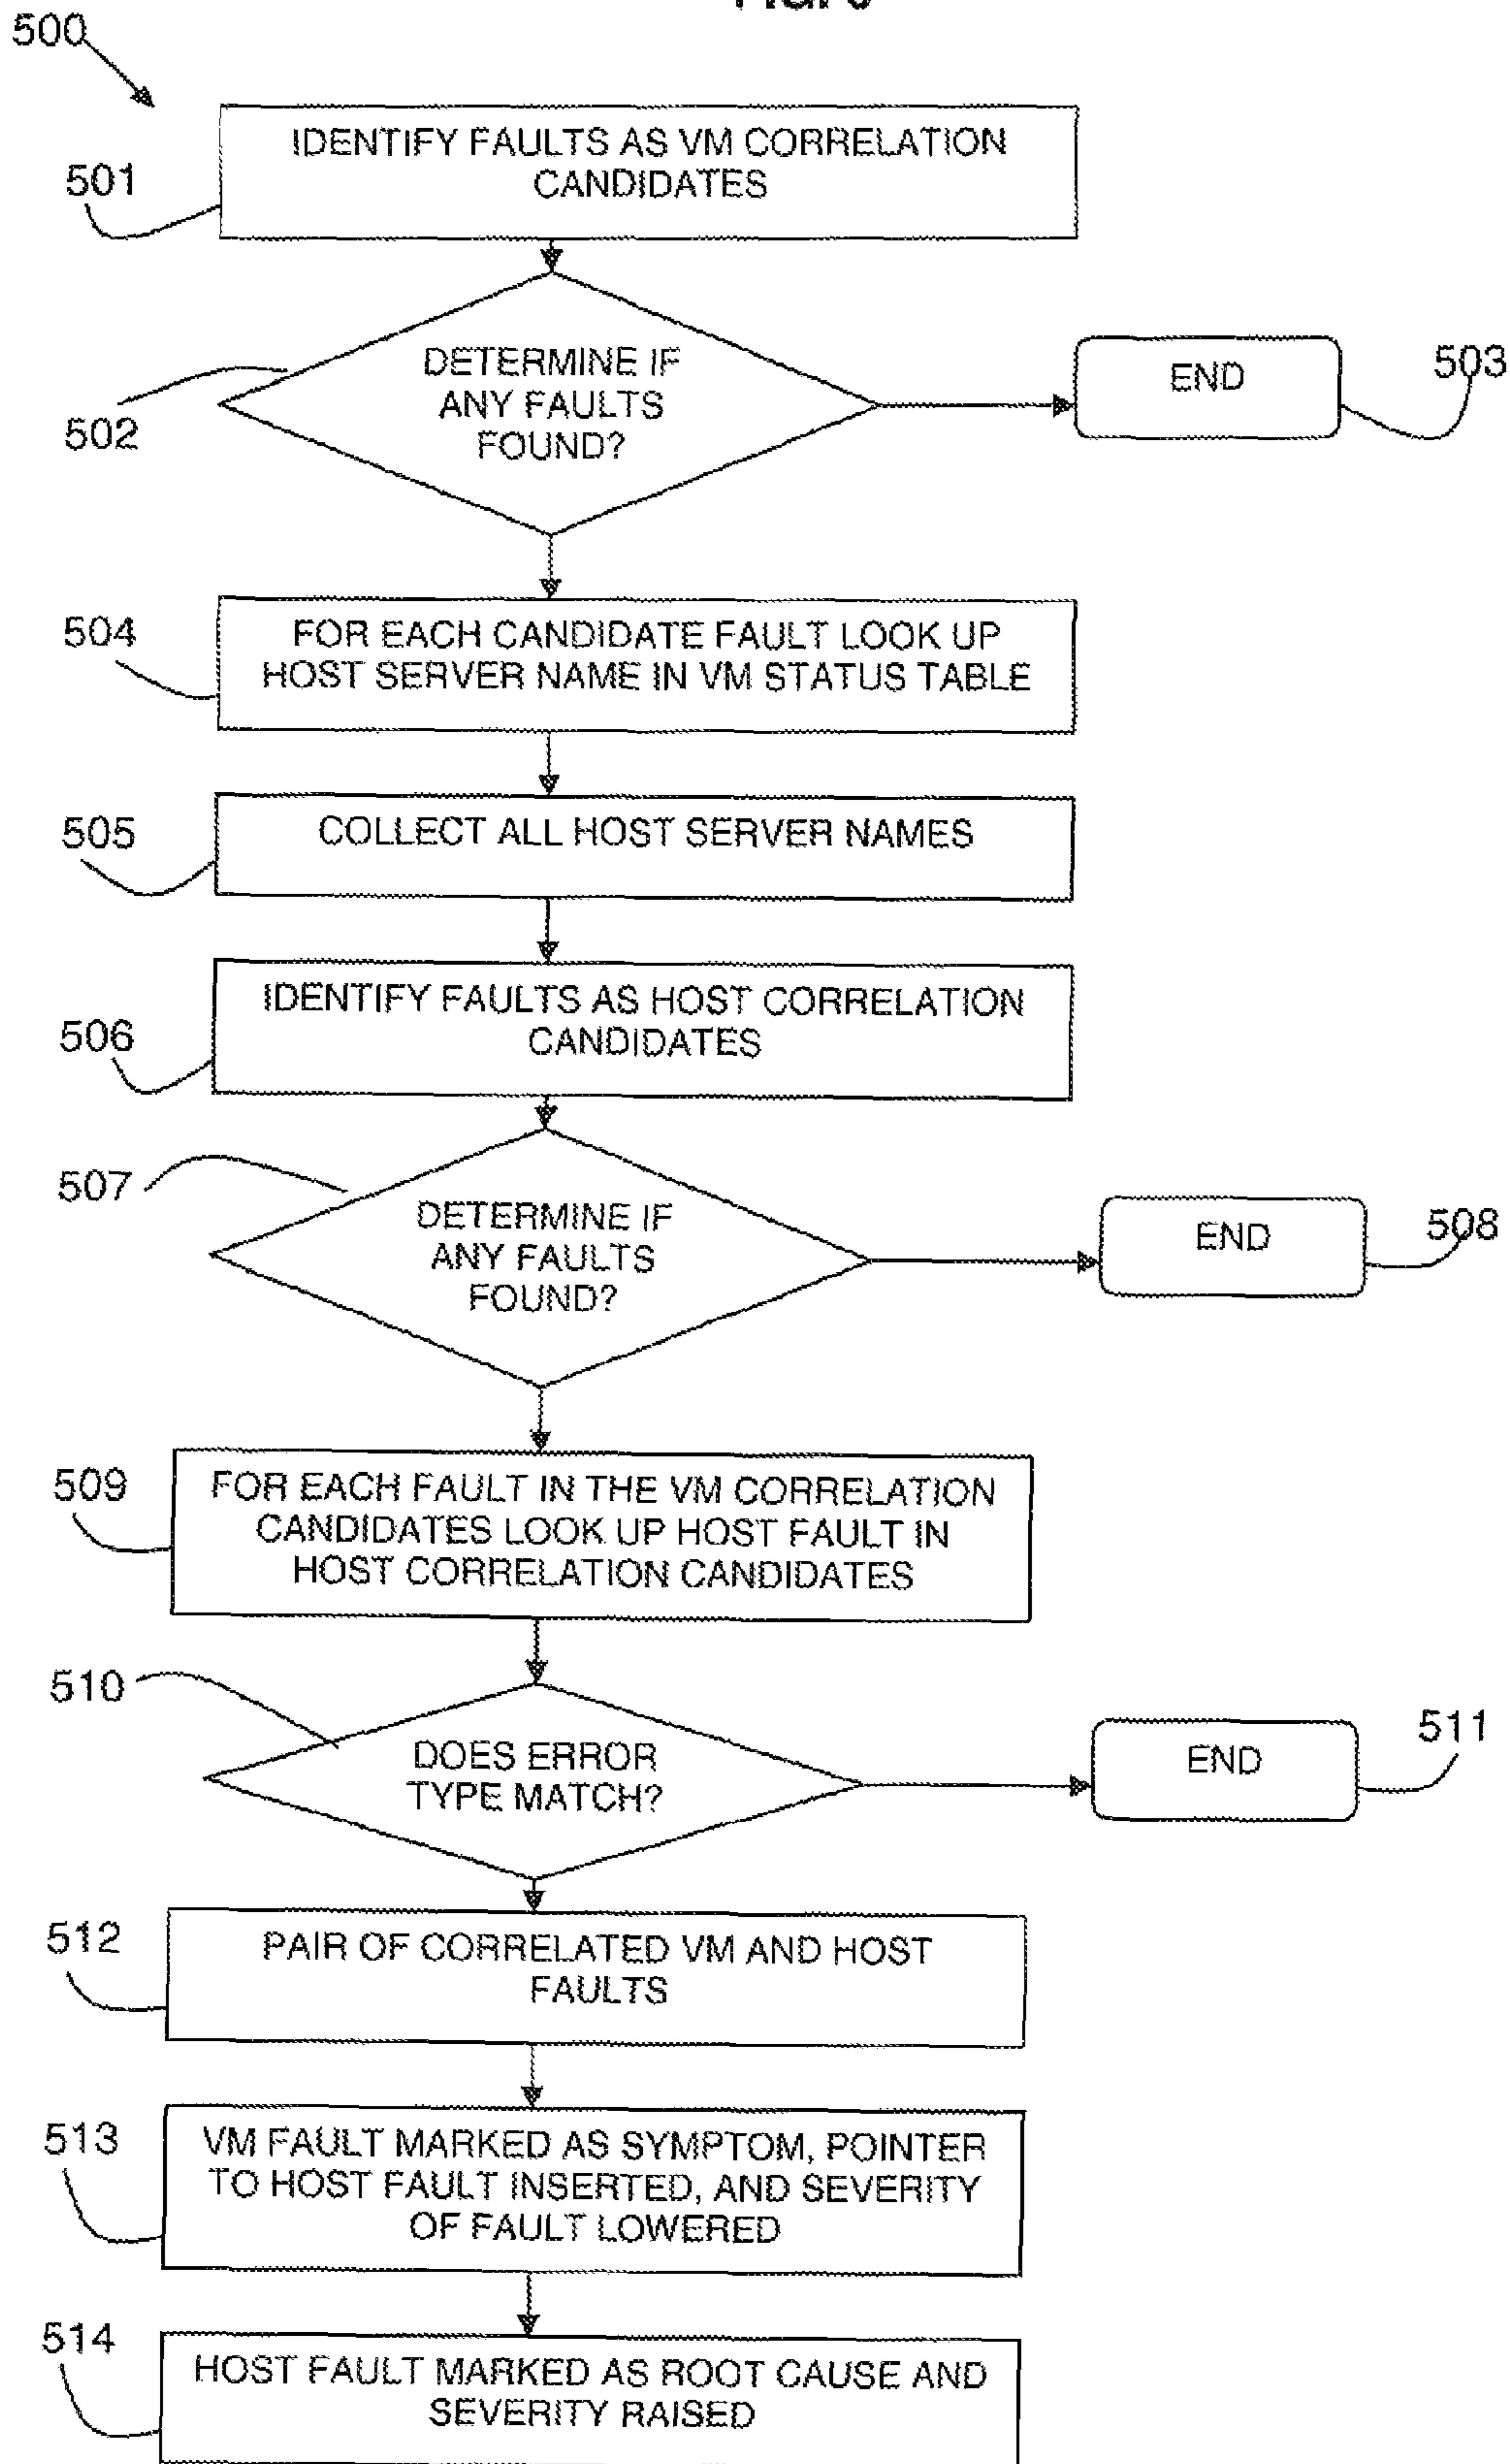 500
IDENTIFY FAULTS AS VM CORRELATION
CANDIDATES
501
DETERMINE IF
ANY FAULTS
FOUND?
502
END
503
504
FOR EACH CANDIDATE FAULT LOOK UP
HOST SERVER NAME IN VM STATUS TABLE
505
COLLECT ALL HOST SERVER NAMES
506
IDENTIFY FAULTS AS HOST CORRELATION
CANDIDATES
507
DETERMINE IF
ANY FAULTS
FOUND?
END
508
509
FOR EACH FAULT IN THE VM CORRELATION
CANDIDATES LOOK UP HOST FAULT IN
HOST CORRELATION CANDIDATES
510
DOES ERROR
TYPE MATCH?
END
511
512
PAIR OF CORRELATED VM AND HOST
FAULTS
513
VM FAULT MARKED AS SYMPTOM, POINTER
TO HOST FAULT INSERTED, AND SEVERITY
OF FAULT LOWERED
514
HOST FAULT MARKED AS ROOT CAUSE AND
SEVERITY RAISED